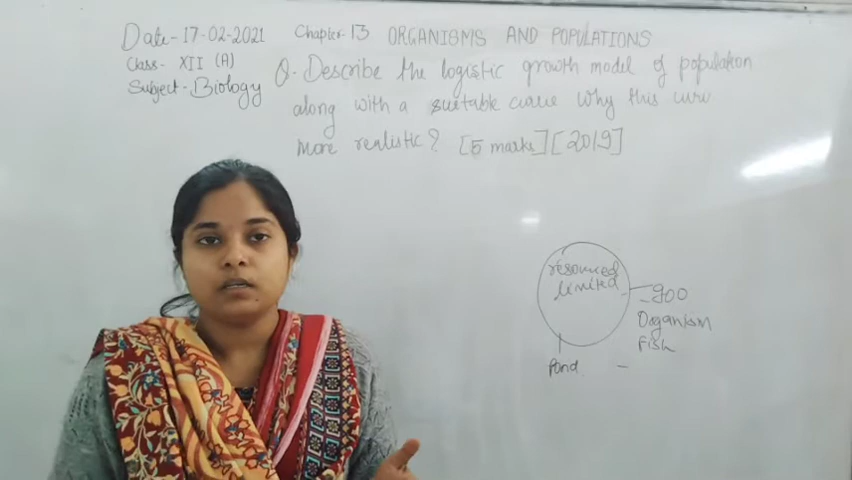 Date-17-02-2021 Chapter-13 ORGANISMS AND POPULATIONS
Class- XII (A)
Subject-Biology
Q. Describe the logistic growth model of population
along with a suitable curve why this curve
more realistic? [5 marks][2019]
resources
limited
900
Organism
Fish
Pond